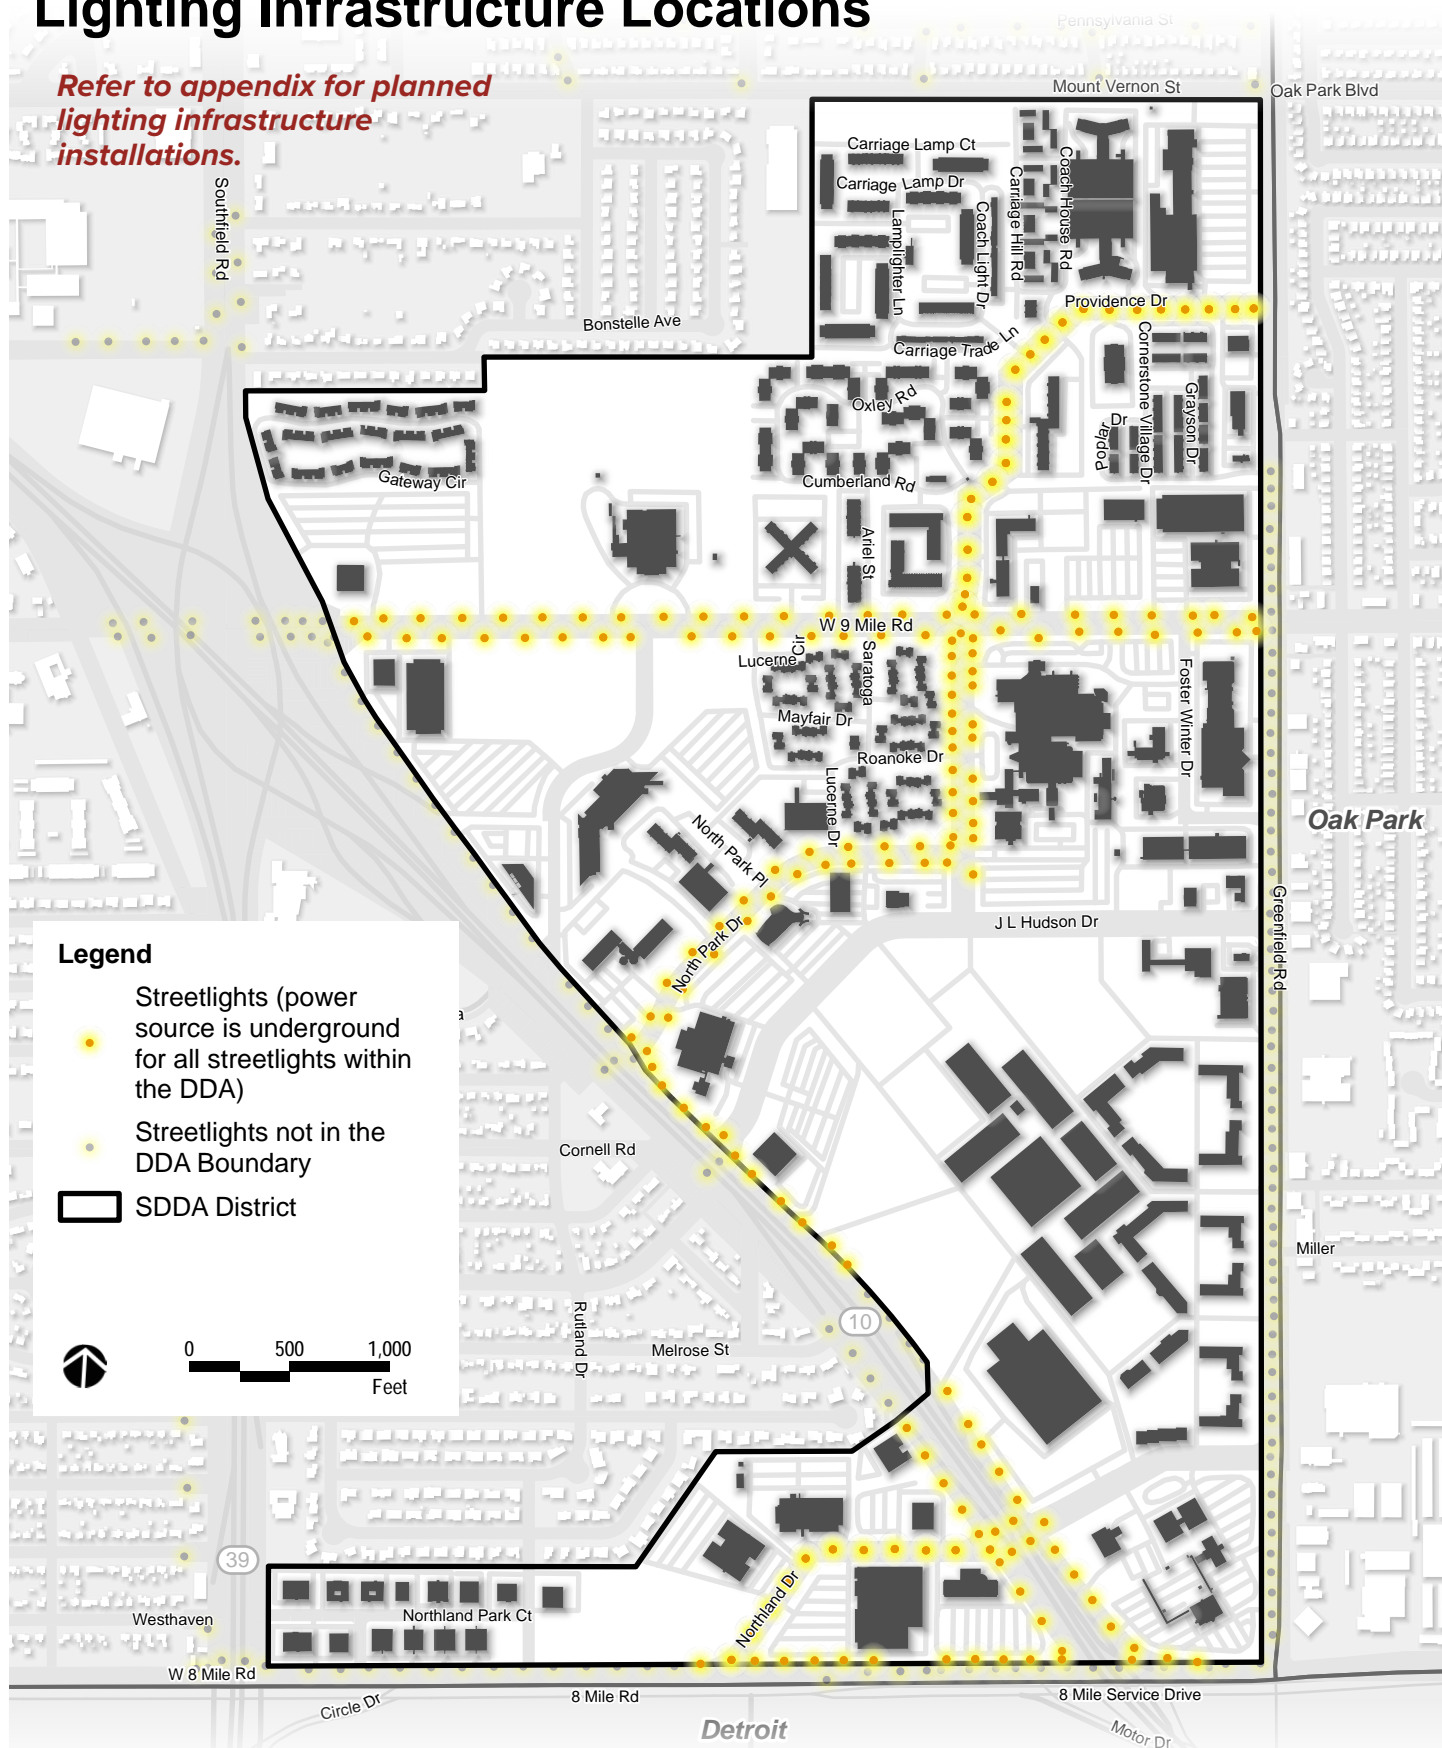 Lighting Infrastructure Locations
Refer to appendix for planned
lighting infrastructure
installations.
Pennsylvania St
Mount Vernon St
Oak Park Blvd
Southfield Rd
Carriage Lamp Ct
Carriage Lamp Dr
Lamplighter Ln
Coach Light Dr
Carriage Hill Rd
Coach House Rd
Providence Dr
Bonstelle Ave
Carriage Trade Ln
Cornerstone Village Dr
Grayson Dr
Poplar Dr
Oxley Rd
Gateway Cir
Cumberland Rd
Ariel St
W 9 Mile Rd
Lucerne Cir
Saratoga
Foster Winter Dr
Mayfair Dr
Roanoke Dr
Lucerne Dr
North Park Pl
Oak Park
Greenfield Rd
J L Hudson Dr
North Park Dr
Legend
Streetlights (power
source is underground
for all streetlights within
the DDA)
Streetlights not in the
DDA Boundary
SDDA District
0 500 1,000
Feet
a
Cornell Rd
Miller
10
Rutland Dr
Melrose St
39
Westhaven
Northland Park Ct
Northland Dr
W 8 Mile Rd
Circle Dr
8 Mile Rd
8 Mile Service Drive
Detroit
Motor Dr